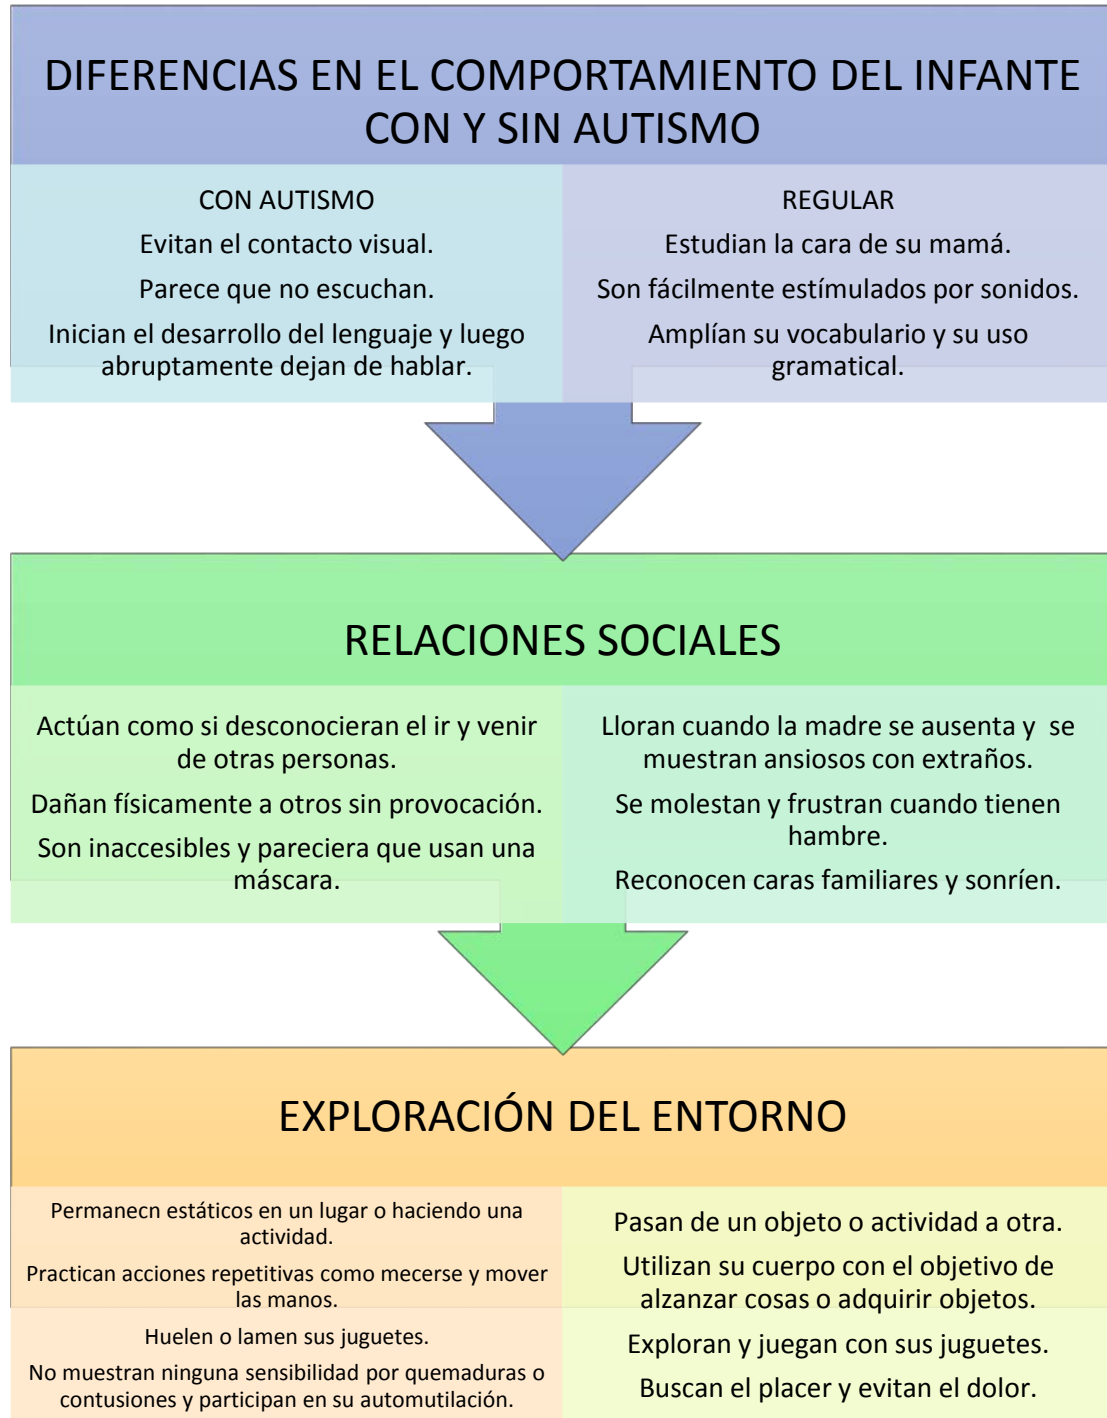 DIFERENCIAS EN EL COMPORTAMIENTO DEL INFANTE
CON Y SIN AUTISMO
CON AUTISMO
Evitan el contacto visual.
Parece que no escuchan.
Inician el desarrollo del lenguaje y luego
abruptamente dejan de hablar.
REGULAR
Estudian la cara de su mamá.
Son fácilmente estímulados por sonidos.
Amplían su vocabulario y su uso
gramatical.
RELACIONES SOCIALES
Actúan como si desconocieran el ir y venir
de otras personas.
Dañan físicamente a otros sin provocación.
Son inaccesibles y pareciera que usan una
máscara.
Lloran cuando la madre se ausenta y  se
muestran ansiosos con extraños.
Se molestan y frustran cuando tienen
hambre.
Reconocen caras familiares y sonríen.
EXPLORACIÓN DEL ENTORNO
Permanecn estáticos en un lugar o haciendo una
actividad.
Practican acciones repetitivas como mecerse y mover
las manos.
Huelen o lamen sus juguetes.
No muestran ninguna sensibilidad por quemaduras o
contusiones y participan en su automutilación.
Pasan de un objeto o actividad a otra.
Utilizan su cuerpo con el objetivo de
alzanzar cosas o adquirir objetos.
Exploran y juegan con sus juguetes.
Buscan el placer y evitan el dolor.